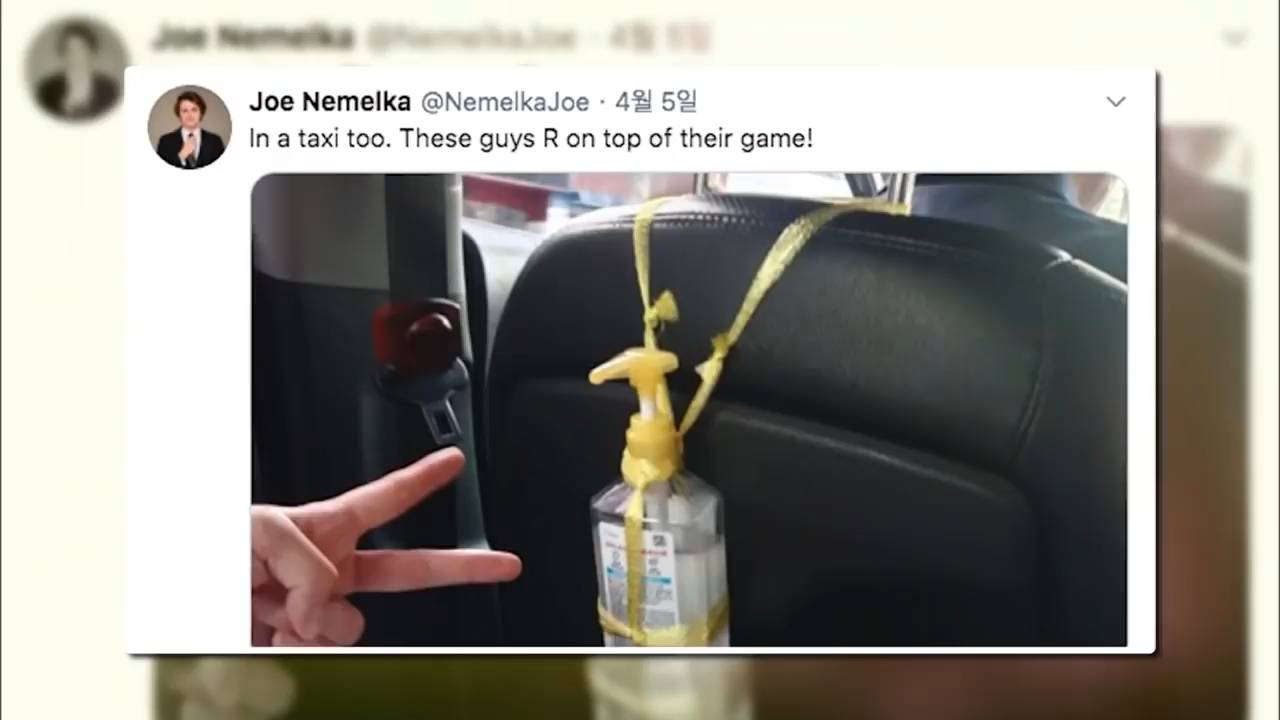 Joe Nemelka @NemelkaJoe · 4월 5일
In a taxi too. These guys R on top of their game!